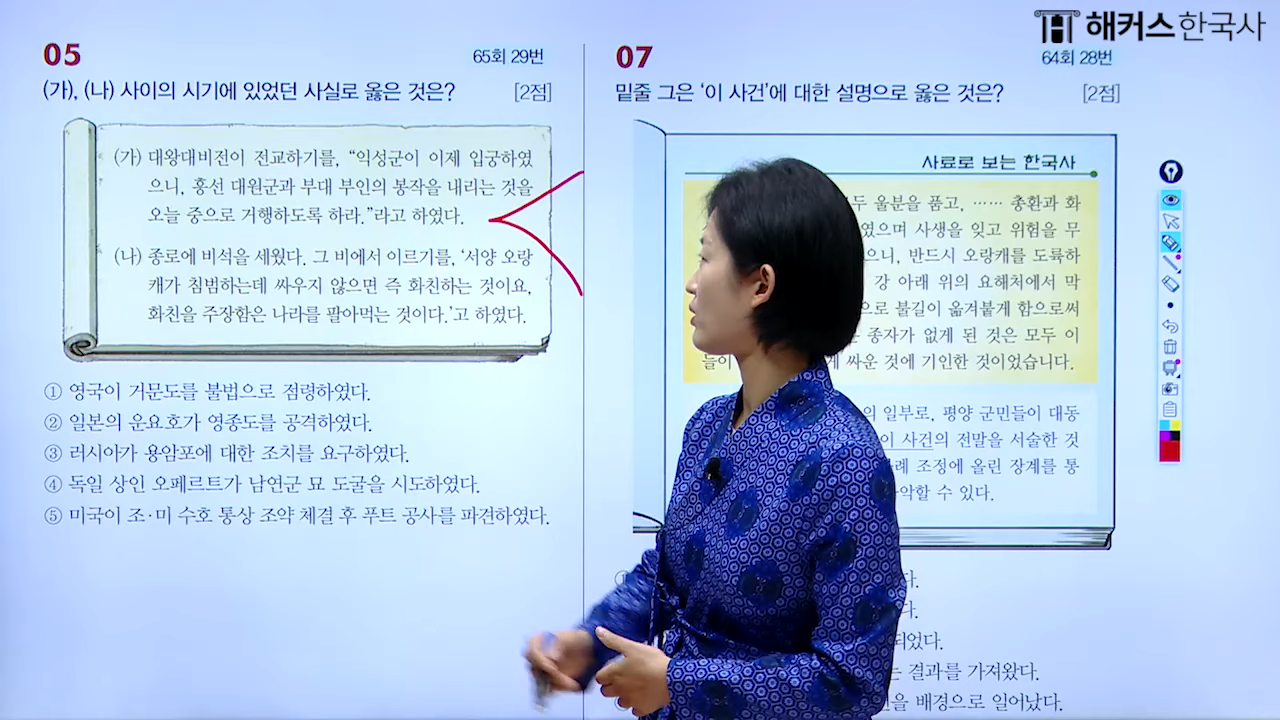 해커스한국사
05
65회 29번
(가), (나) 사이의 시기에 있었던 사실로 옳은 것은? [2점]
(가) 대왕대비전이 전교하기를, “익성군이 이제 입궁하였
으니, 흥선 대원군과 부대 부인의 봉작을 내리는 것을
오늘 중으로 거행하도록 하라.”라고 하였다.
(나) 종로에 비석을 세웠다. 그 비에서 이르기를, ‘서양 오랑
캐가 침범하는데 싸우지 않으면 즉 화친하는 것이요,
화친을 주장함은 나라를 팔아먹는 것이다.’고 하였다.
① 영국이 거문도를 불법으로 점령하였다.
② 일본의 운요호가 영종도를 공격하였다.
③ 러시아가 용암포에 대한 조치를 요구하였다.
④ 독일 상인 오페르트가 남연군 묘 도굴을 시도하였다.
⑤ 미국이 조·미 수호 통상 조약 체결 후 푸트 공사를 파견하였다.
07
64회 28번
밑줄 그은 ‘이 사건’에 대한 설명으로 옳은 것은? [2점]
사료로 보는 한국사
울분을 품고, …… 총환과 화
사생을 잊고 위험을 무
반드시 오랑캐를 도륙하
강 아래 위의 요해처에서 막
불길이 옮겨붙게 함으로써
종자가 없게 된 것은 모두 이
들이 싸운 것에 기인한 것이었습니다.
일부로, 평양 군민들이 대동
이 사건의 전말을 서술한 것
조정에 올린 장계를 통
있다.
결과를 가져왔다.
배경으로 일어났다.